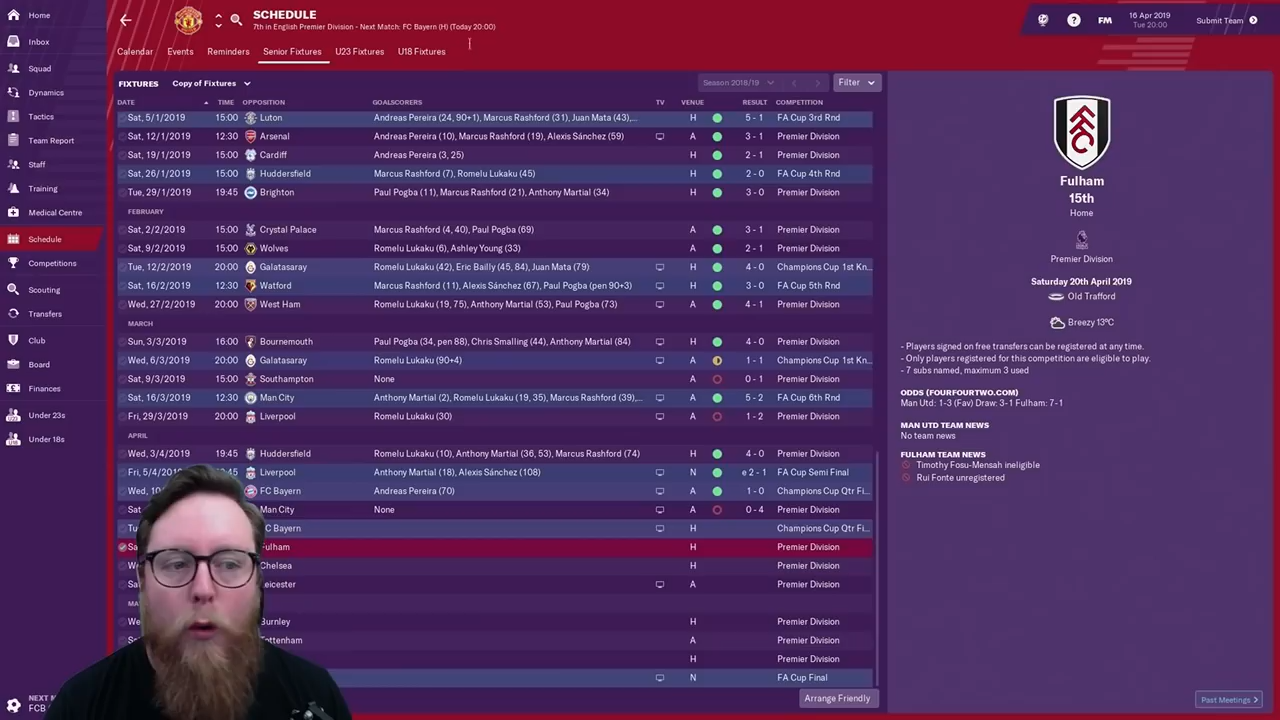 SCHEDULE
7th in English Premier Division - Next Match: FC Bayern (H) (Today 20:00)
FM
16 Apr 2019
Tue 20:00
Submit Team
Home
Inbox
Squad
Dynamics
Tactics
Team Report
Staff
Training
Medical Centre
Schedule
Competitions
Scouting
Transfers
Club
Board
Finances
Under 23s
Under 18s
Calendar Events Reminders Senior Fixtures U23 Fixtures U18 Fixtures
FIXTURES Copy of Fixtures Season 2018/19 Filter
DATE TIME OPPOSITION GOALSCORERS TV VENUE RESULT COMPETITION
Sat, 5/1/2019 15:00 Luton Andreas Pereira (24, 90+1), Marcus Rashford (31), Juan Mata (43),... H 5 - 1 FA Cup 3rd Rnd
Sat, 12/1/2019 12:30 Arsenal Andreas Pereira (10), Marcus Rashford (19), Alexis Sánchez (59) A 3 - 1 Premier Division
Sat, 19/1/2019 15:00 Cardiff Andreas Pereira (3, 25) H 2 - 1 Premier Division
Sat, 26/1/2019 15:00 Huddersfield Marcus Rashford (7), Romelu Lukaku (45) H 2 - 0 FA Cup 4th Rnd
Tue, 29/1/2019 19:45 Brighton Paul Pogba (11), Marcus Rashford (21), Anthony Martial (34) H 3 - 0 Premier Division
FEBRUARY
Sat, 2/2/2019 15:00 Crystal Palace Marcus Rashford (4, 40), Paul Pogba (69) A 3 - 1 Premier Division
Sat, 9/2/2019 15:00 Wolves Romelu Lukaku (6), Ashley Young (33) A 2 - 1 Premier Division
Tue, 12/2/2019 20:00 Galatasaray Romelu Lukaku (42), Eric Bailly (45, 84), Juan Mata (79) H 4 - 0 Champions Cup 1st Kn...
Sat, 16/2/2019 12:30 Watford Marcus Rashford (11), Alexis Sánchez (67), Paul Pogba (pen 90+3) H 3 - 0 FA Cup 5th Rnd
Wed, 27/2/2019 20:00 West Ham Romelu Lukaku (19, 75), Anthony Martial (53), Paul Pogba (73) A 4 - 1 Premier Division
MARCH
Sun, 3/3/2019 16:00 Bournemouth Paul Pogba (34, pen 88), Chris Smalling (44), Anthony Martial (84) H 4 - 0 Premier Division
Wed, 6/3/2019 20:00 Galatasaray Romelu Lukaku (90+4) A 1 - 1 Champions Cup 1st Kn...
Sat, 9/3/2019 15:00 Southampton None A 0 - 1 Premier Division
Sat, 16/3/2019 12:30 Man City Anthony Martial (2), Romelu Lukaku (19, 35), Marcus Rashford (39),... A 5 - 2 FA Cup 6th Rnd
Fri, 29/3/2019 20:00 Liverpool Romelu Lukaku (30) A 1 - 2 Premier Division
APRIL
Wed, 3/4/2019 19:45 Huddersfield Romelu Lukaku (10), Anthony Martial (36, 53), Marcus Rashford (74) H 4 - 0 Premier Division
Fri, 5/4/2019 Liverpool Anthony Martial (18), Alexis Sánchez (108) N e 2 - 1 FA Cup Semi Final
Wed, FC Bayern Andreas Pereira (70) A 1 - 0 Champions Cup Qtr Fi...
Man City None A 0 - 4 Premier Division
C Bayern H Champions Cup Qtr Fi...
Fulham H Premier Division
Chelsea H Premier Division
Leicester A Premier Division
Burnley H Premier Division
Tottenham A Premier Division
H Premier Division
N FA Cup Final
Arrange Friendly
Fulham
15th
Home
Premier Division
Saturday 20th April 2019
Old Trafford
Breezy 13°C
- Players signed on free transfers can be registered at any time.
- Only players registered for this competition are eligible to play.
- 7 subs named, maximum 3 used
ODDS (FOURFOURTWO.COM)
Man Utd: 1-3 (Fav) Draw: 3-1 Fulham: 7-1
MAN UTD TEAM NEWS
No team news
FULHAM TEAM NEWS
Timothy Fosu-Mensah ineligible
Rui Fonte unregistered
Past Meetings